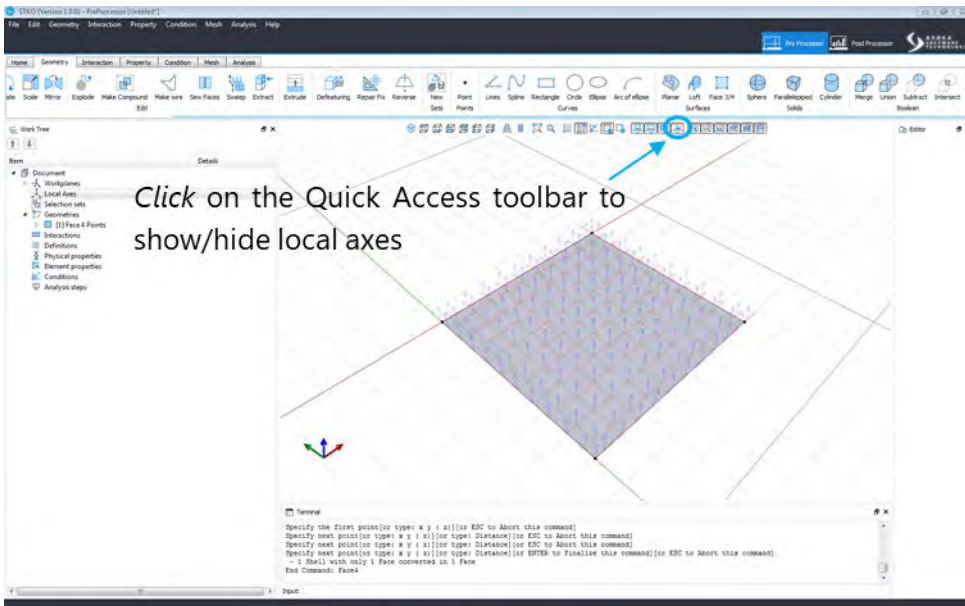 STKO (Version 1.0.0) - PreProcessor [Untitled*]
File Edit Geometry Interaction Property Condition Mesh Analysis Help
Pre Processor Post Processor
Home Geometry Interaction Property Condition Mesh Analysis
Scale Mirror Explode Make Compound Make wire Sew Faces Sweep Extract Extrude Defeaturing Repair Fix Reverse New Point Lines Spline Rectangle Circle Ellipse Arc of ellipse Planar Loft Face 3/4 Sphere Parallelepiped Cylinder Merge Union Subtract Intersect
Edit Sets Points Curves Surfaces Solids Boolean
Work Tree
Editor
Item Details
Document
Workplanes
Local Axes
Selection sets
Geometries
[1] Face 4 Points
Interactions
Definitions
Physical properties
Element properties
Conditions
Analysis steps
Click on the Quick Access toolbar to
show/hide local axes
Terminal
Specify the first point[or type: x y ( z)][or ESC to Abort this command]
Specify next point[or type: x y ( z)][or type: Distance][or ESC to Abort this command]
Specify next point[or type: x y ( z)][or type: Distance][or ESC to Abort this command]
Specify next point[or type: x y ( z)][or type: Distance][or ENTER to Finalise this command][or ESC to Abort this command]
- 1 Shell with only 1 Face converted in 1 Face
End Command: Face4
Input: